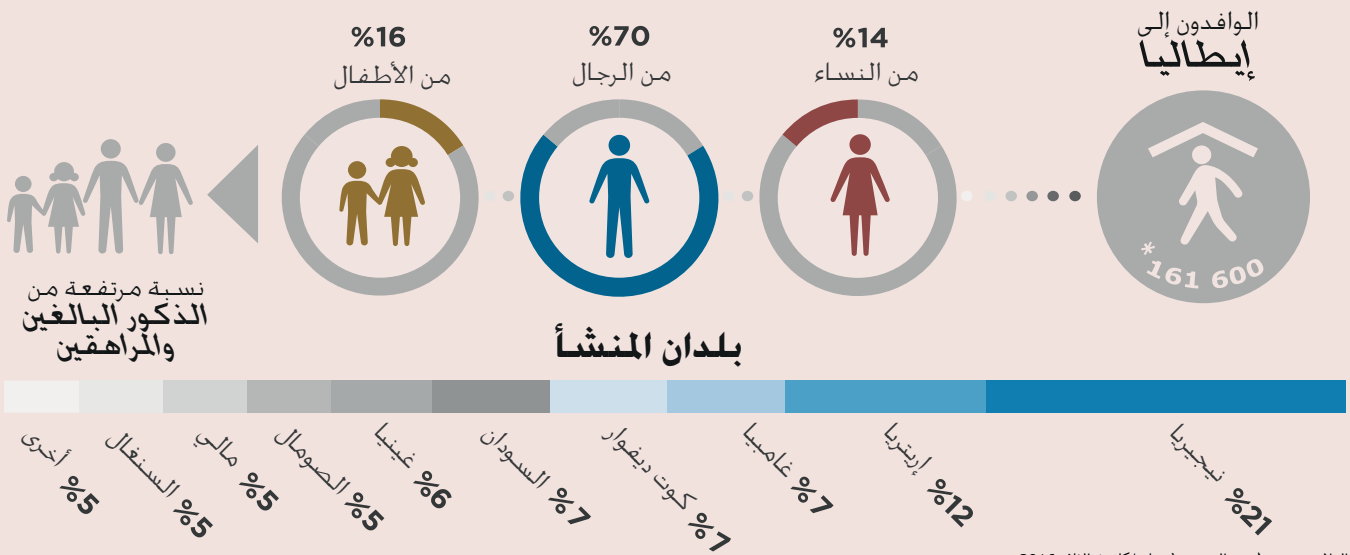 الوافدون إلى
إيطاليا
161 600*
%14
من النساء
%70
من الرجال
%16
من الأطفال
نسبة مرتفعة من
الذكور البالغين
والمراهقين
بلدان المنشأ
نيجيريا %21
إريتريا %12
غامبيا %7
كوت ديفوار %7
السودان %7
غينيا %6
الصومال %5
مالي %5
السنغال %5
أخرى %5